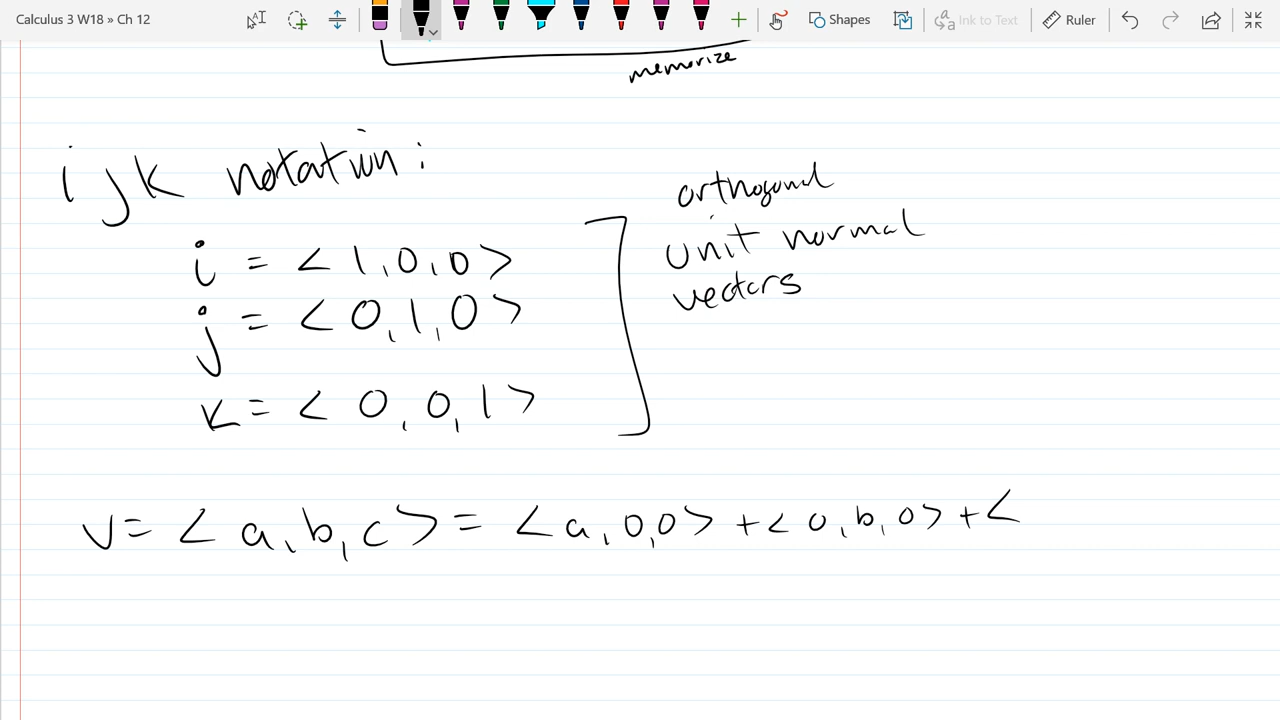 Calculus 3 W18 » Ch 12
Shapes
Ink to Text
Ruler
memorize
i j k notation:
orthogonal
unit normal
vectors
i = < 1, 0, 0 >
j = < 0, 1, 0 >
k = < 0, 0, 1 >
v = < a, b, c > = < a, 0, 0 > + < 0, b, 0 > + <